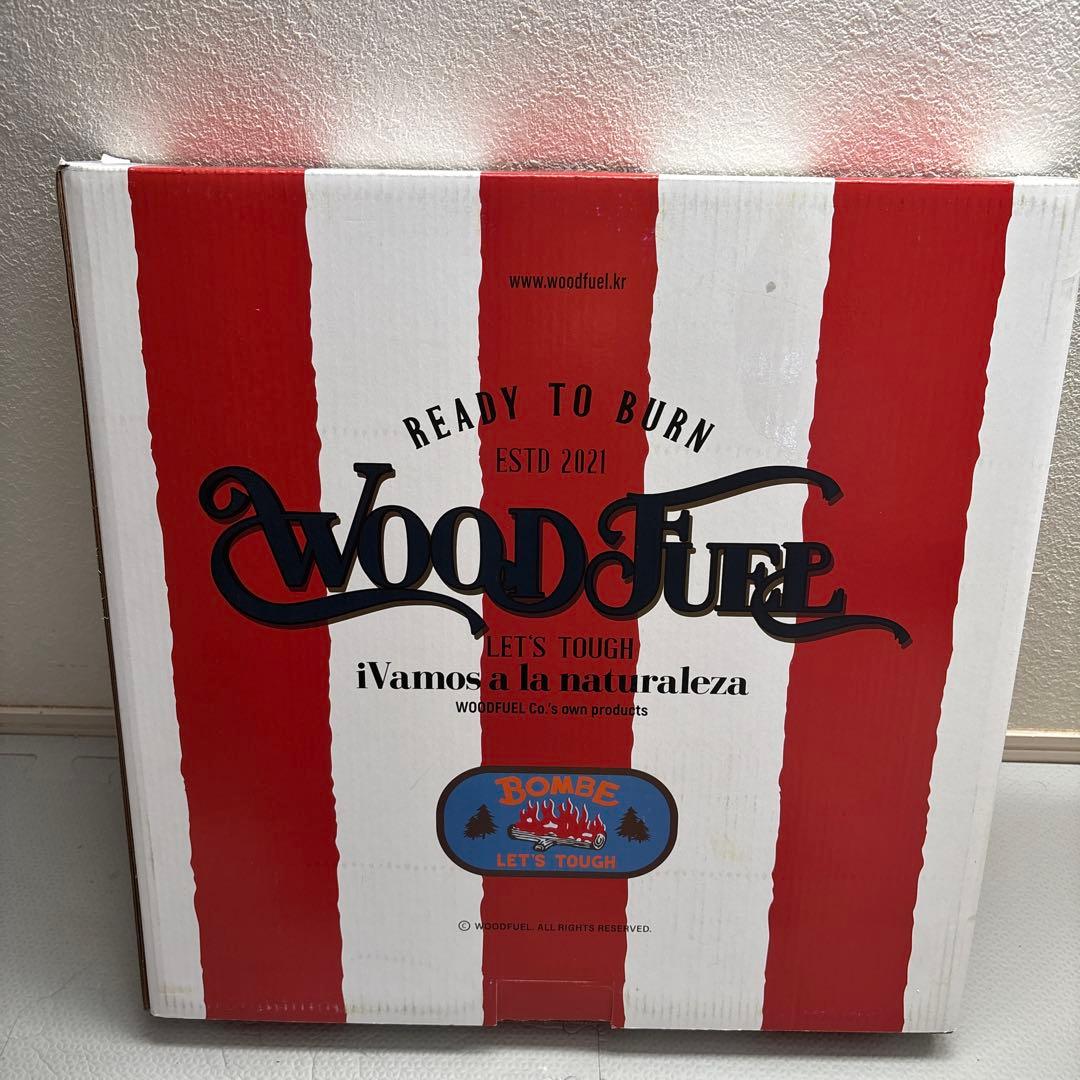 www.woodfuel.kr
READY TO BURN
ESTD 2021
WOODFUEL
LET'S TOUGH
iVamos a la naturaleza
WOODFUEL Co.'s own products
BOMBE
LET'S TOUGH
© WOODFUEL. ALL RIGHTS RESERVED.